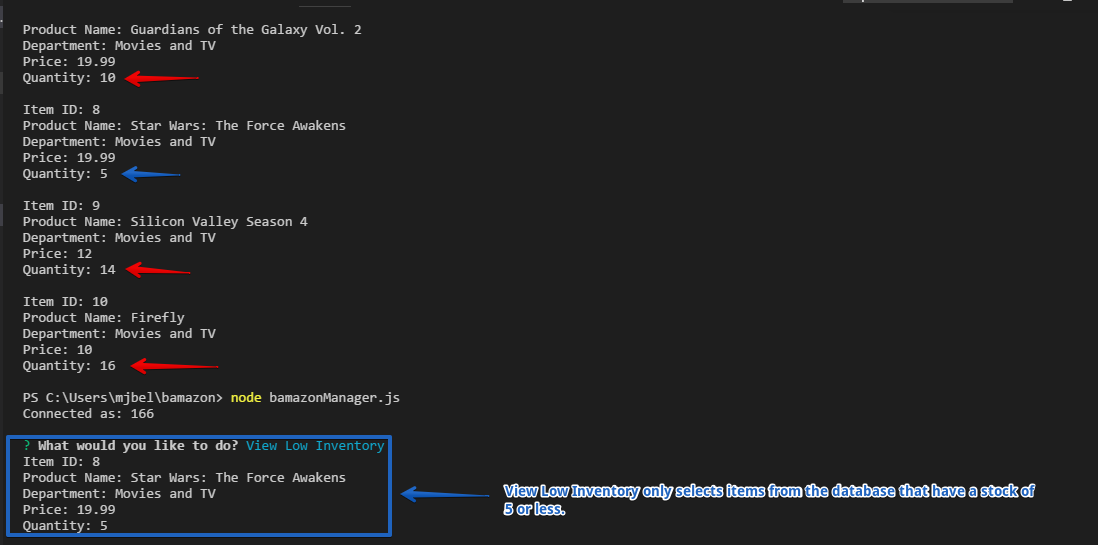 Product Name: Guardians of the Galaxy Vol. 2
Department: Movies and TV
Price: 19.99
Quantity: 10
Item ID: 8
Product Name: Star Wars: The Force Awakens
Department: Movies and TV
Price: 19.99
Quantity: 5
Item ID: 9
Product Name: Silicon Valley Season 4
Department: Movies and TV
Price: 12
Quantity: 14
Item ID: 10
Product Name: Firefly
Department: Movies and TV
Price: 10
Quantity: 16
PS C:\Users\mjbel\bamazon> node bamazonManager.js
Connected as: 166
? What would you like to do? View Low Inventory
Item ID: 8
Product Name: Star Wars: The Force Awakens
Department: Movies and TV
Price: 19.99
Quantity: 5
View Low Inventory only selects items from the database that have a stock of
5 or less.